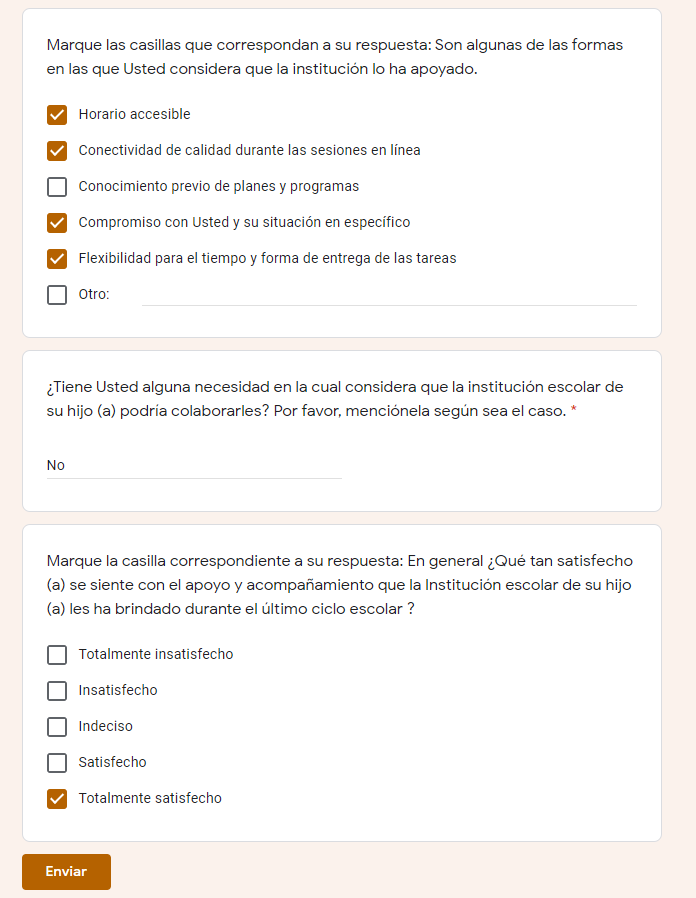 Marque las casillas que correspondan a su respuesta: Son algunas de las formas
en las que Usted considera que la institución lo ha apoyado.
Horario accesible
Conectividad de calidad durante las sesiones en línea
Conocimiento previo de planes y programas
Compromiso con Usted y su situación en específico
Flexibilidad para el tiempo y forma de entrega de las tareas
Otro:
¿Tiene Usted alguna necesidad en la cual considera que la institución escolar de
su hijo (a) podría colaborarles? Por favor, menciónela según sea el caso. *
No
Marque la casilla correspondiente a su respuesta: En general ¿Qué tan satisfecho
(a) se siente con el apoyo y acompañamiento que la Institución escolar de su hijo
(a) les ha brindado durante el último ciclo escolar ?
Totalmente insatisfecho
Insatisfecho
Indeciso
Satisfecho
Totalmente satisfecho
Enviar